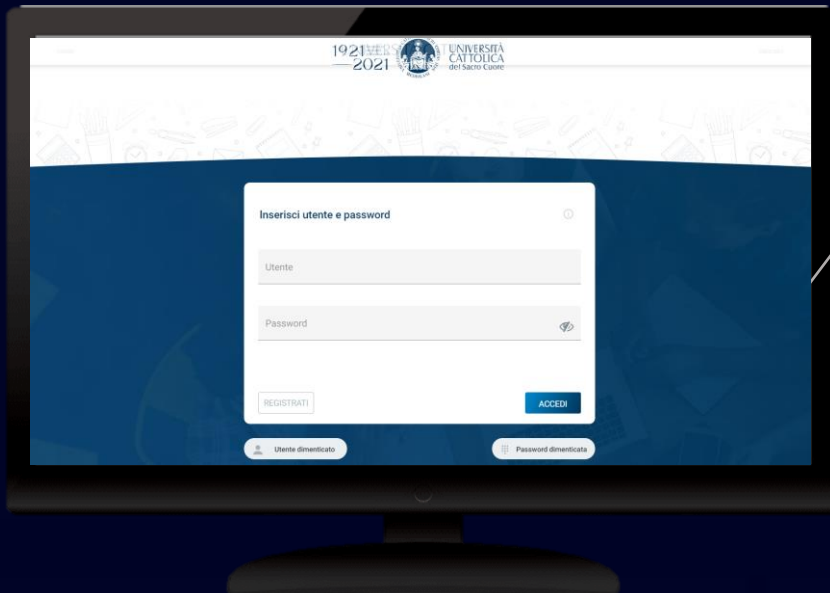 1921
UNIVERSITÀ
CATTOLICA
del Sacro Cuore
2021
Inserisci utente e password
Utente
Password
REGISTRATI
ACCEDI
Utente dimenticato
Password dimenticata